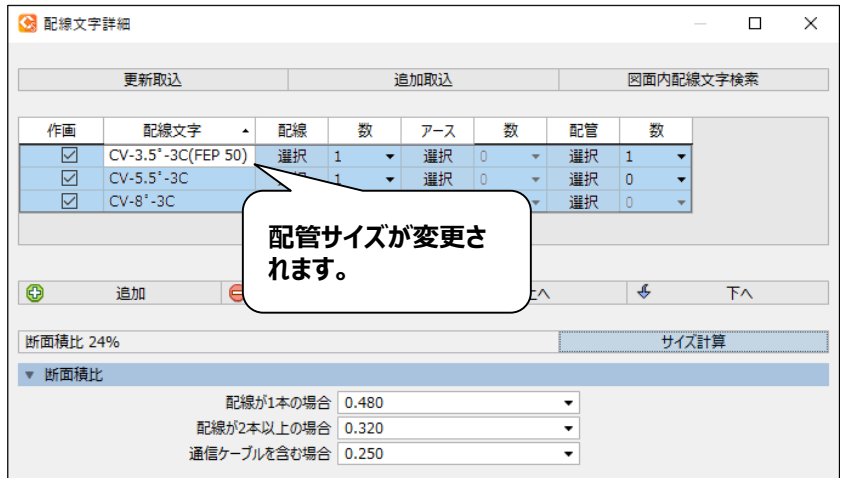 配線文字詳細
更新取込 追加取込 図面内配線文字検索
作画 配線文字 配線 数 アース 数 配管 数
CV-3.5˚-3C(FEP 50) 選択 1 選択 0 選択 1
CV-5.5˚-3C 1 選択 0 選択 0
CV-8˚-3C 選択 0
配管サイズが変更さ
れます。
追加 へ 下へ
断面積比 24% サイズ計算
断面積比
配線が1本の場合 0.480
配線が2本以上の場合 0.320
通信ケーブルを含む場合 0.250